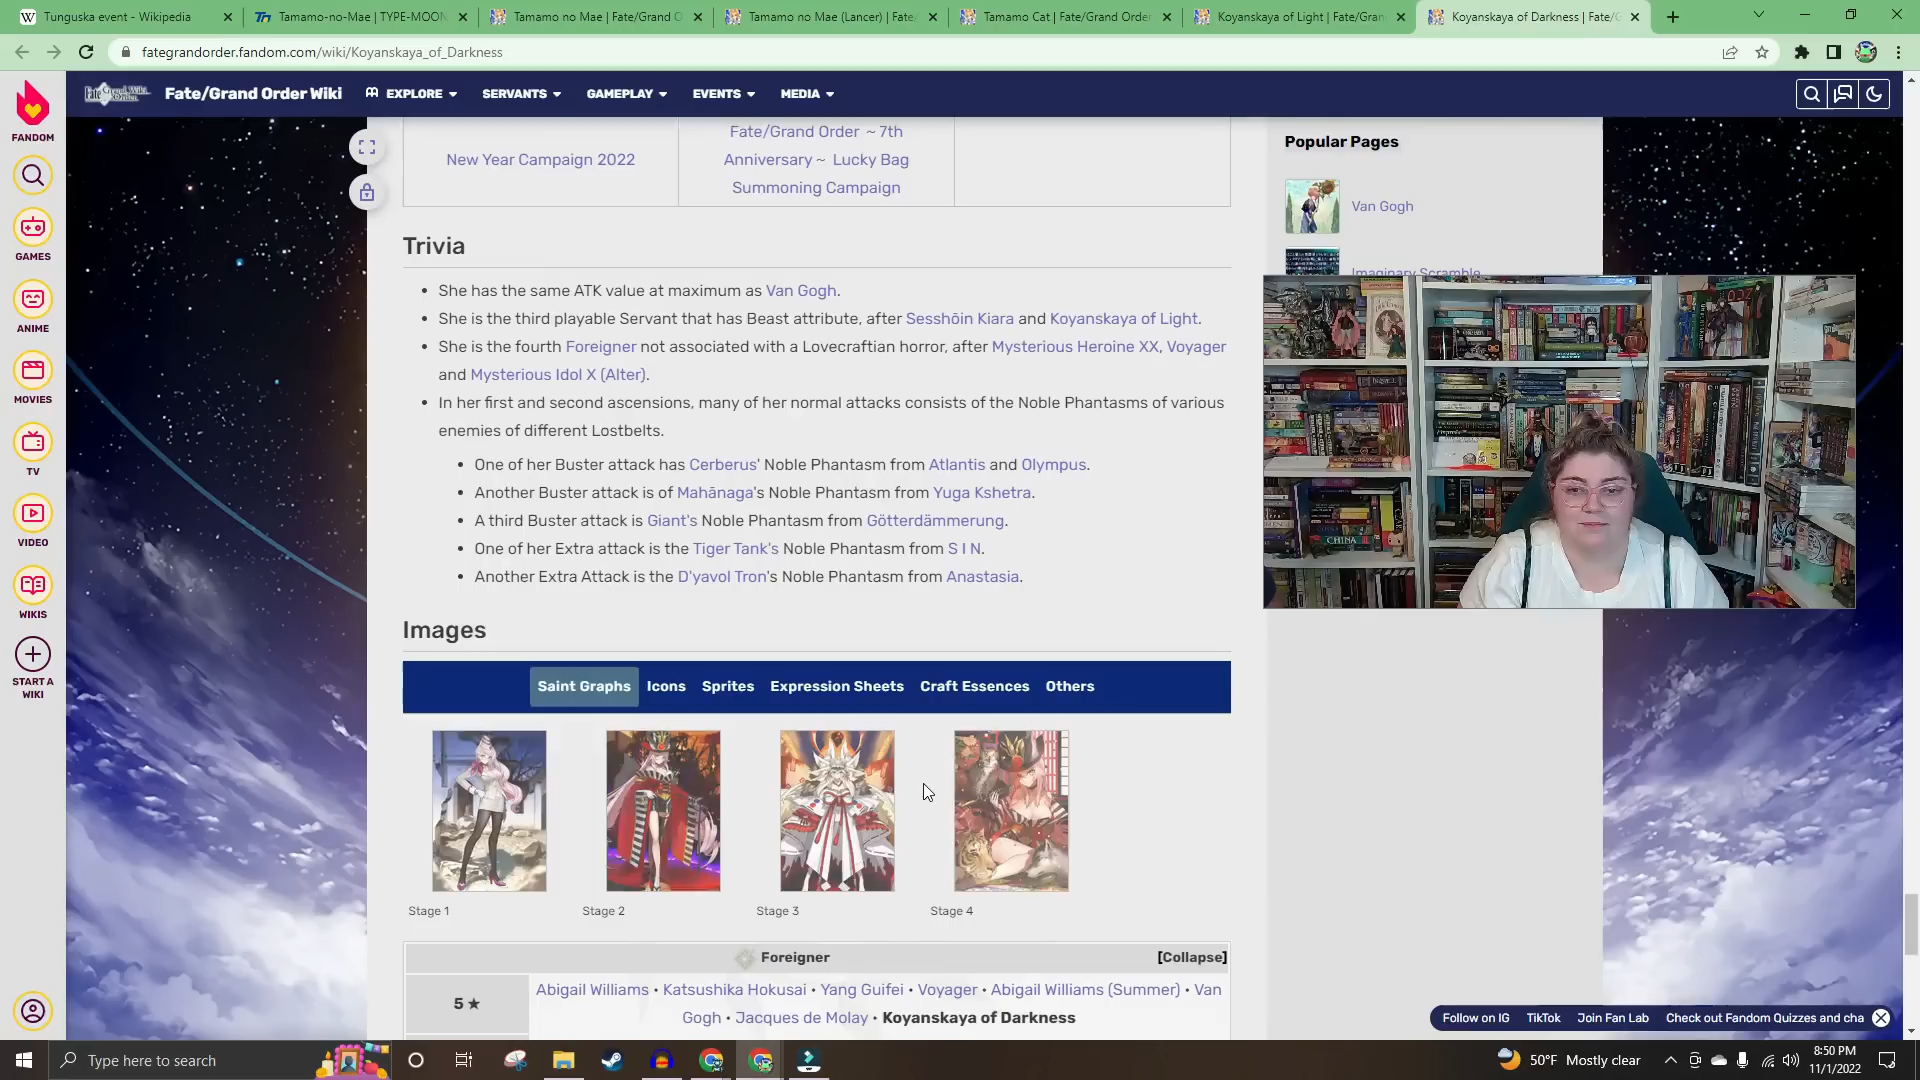 Tunguska event - Wikipedia
Tamamo-no-Mae | TYPE-MOON
Tamamo no Mae | Fate/Grand O
Tamamo no Mae (Lancer) | Fate/
Tamamo Cat | Fate/Grand Order
Koyanskaya of Light | Fate/Gran
Koyanskaya of Darkness | Fate/G
fategrandorder.fandom.com/wiki/Koyanskaya_of_Darkness
Fate/Grand Order Wiki
EXPLORE
SERVANTS
GAMEPLAY
EVENTS
MEDIA
FANDOM
GAMES
ANIME
MOVIES
TV
VIDEO
WIKIS
START A
WIKI
New Year Campaign 2022
Fate/Grand Order ~ 7th
Anniversary ~ Lucky Bag
Summoning Campaign
Trivia
• She has the same ATK value at maximum as Van Gogh.
• She is the third playable Servant that has Beast attribute, after Sesshōin Kiara and Koyanskaya of Light.
• She is the fourth Foreigner not associated with a Lovecraftian horror, after Mysterious Heroine XX, Voyager
and Mysterious Idol X (Alter).
• In her first and second ascensions, many of her normal attacks consists of the Noble Phantasms of various
enemies of different Lostbelts.
• One of her Buster attack has Cerberus' Noble Phantasm from Atlantis and Olympus.
• Another Buster attack is of Mahānaga's Noble Phantasm from Yuga Kshetra.
• A third Buster attack is Giant's Noble Phantasm from Götterdämmerung.
• One of her Extra attack is the Tiger Tank's Noble Phantasm from S I N.
• Another Extra Attack is the D'yavol Tron's Noble Phantasm from Anastasia.
Images
Saint Graphs Icons Sprites Expression Sheets Craft Essences Others
Stage 1
Stage 2
Stage 3
Stage 4
Foreigner
[Collapse]
5 ★
Abigail Williams • Katsushika Hokusai • Yang Guifei • Voyager • Abigail Williams (Summer) • Van
Gogh • Jacques de Molay • Koyanskaya of Darkness
Popular Pages
Van Gogh
Imaginary Scramble
CHINA
Follow on IG TikTok Join Fan Lab Check out Fandom Quizzes and cha
Type here to search
50°F Mostly clear
8:50 PM
11/1/2022